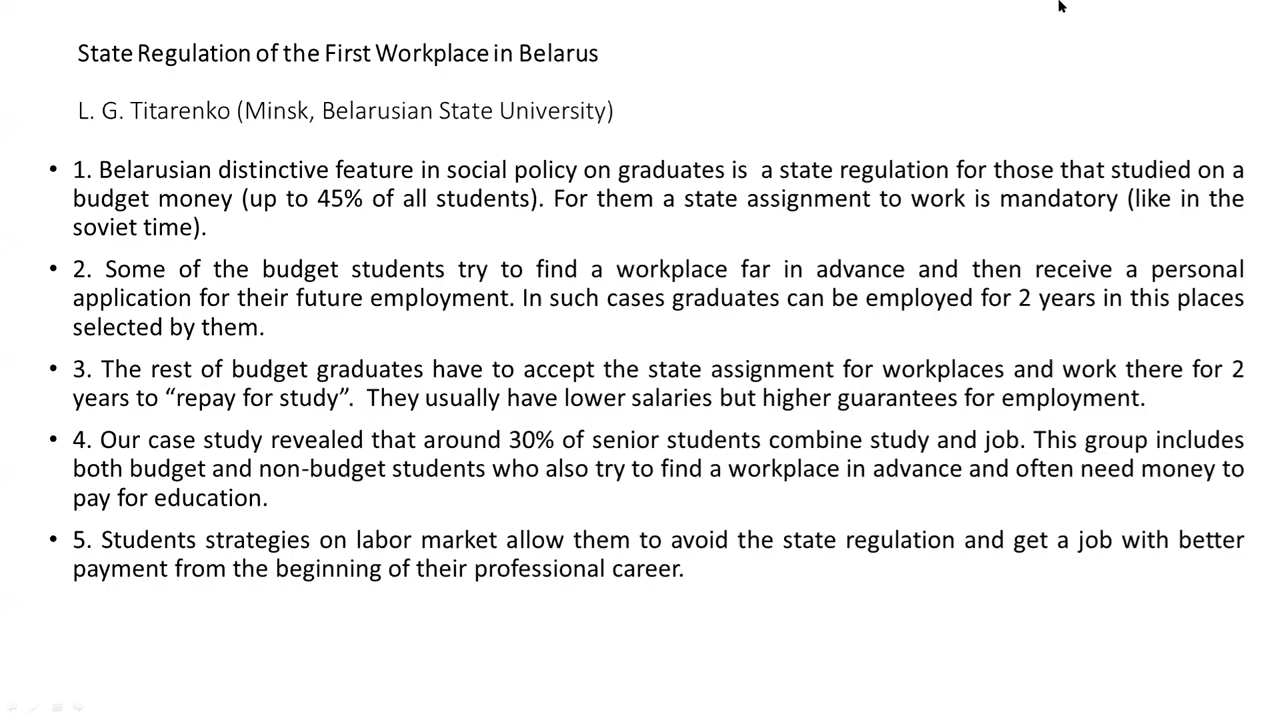 State Regulation of the First Workplace in Belarus
L. G. Titarenko (Minsk, Belarusian State University)
• 1. Belarusian distinctive feature in social policy on graduates is a state regulation for those that studied on a
budget money (up to 45% of all students). For them a state assignment to work is mandatory (like in the
soviet time).
• 2. Some of the budget students try to find a workplace far in advance and then receive a personal
application for their future employment. In such cases graduates can be employed for 2 years in this places
selected by them.
• 3. The rest of budget graduates have to accept the state assignment for workplaces and work there for 2
years to “repay for study”. They usually have lower salaries but higher guarantees for employment.
• 4. Our case study revealed that around 30% of senior students combine study and job. This group includes
both budget and non-budget students who also try to find a workplace in advance and often need money to
pay for education.
• 5. Students strategies on labor market allow them to avoid the state regulation and get a job with better
payment from the beginning of their professional career.